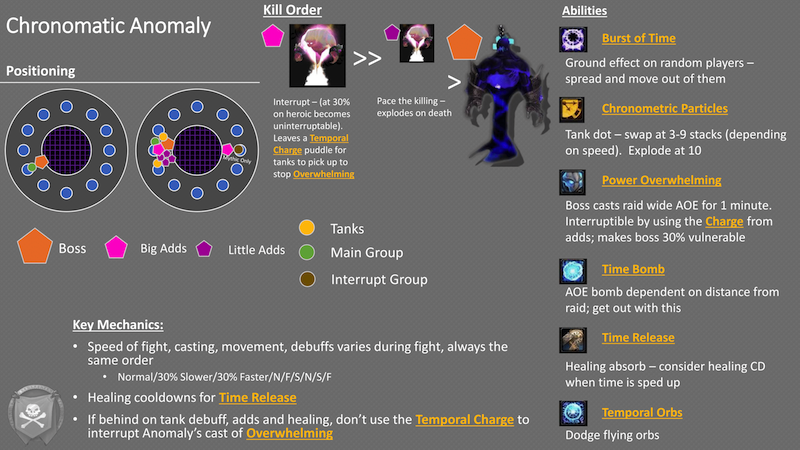 Chronomatic Anomaly
Positioning
Mythic Only
Boss
Big Adds
Little Adds
Tanks
Main Group
Interrupt Group
Kill Order
>>
>
Interrupt – (at 30%
on heroic becomes
uninterruptable).
Leaves a Temporal
Charge puddle for
tanks to pick up to
stop Overwhelming
Pace the killing –
explodes on death
Key Mechanics:
• Speed of fight, casting, movement, debuffs varies during fight, always the
same order
• Normal/30% Slower/30% Faster/N/F/S/N/S/F
• Healing cooldowns for Time Release
• If behind on tank debuff, adds and healing, don't use the Temporal Charge to
interrupt Anomaly's cast of Overwhelming
Abilities
Burst of Time
Ground effect on random players –
spread and move out of them
Chronometric Particles
Tank dot – swap at 3-9 stacks (depending
on speed). Explode at 10
Power Overwhelming
Boss casts raid wide AOE for 1 minute.
Interruptible by using the Charge from
adds; makes boss 30% vulnerable
Time Bomb
AOE bomb dependent on distance from
raid; get out with this
Time Release
Healing absorb – consider healing CD
when time is sped up
Temporal Orbs
Dodge flying orbs